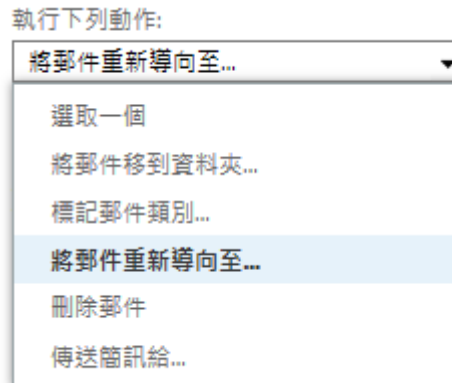 執行下列動作:
將郵件重新導向至...
選取一個
將郵件移到資料夾...
標記郵件類別...
將郵件重新導向至...
刪除郵件
傳送簡訊給...